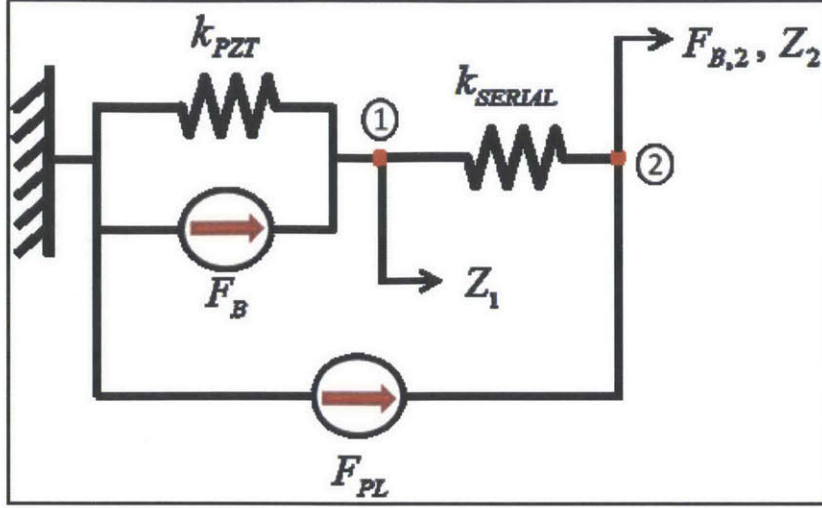 k_PZT
F_B,2, Z_2
k_SERIAL
①
②
F_B
Z_1
F_PL